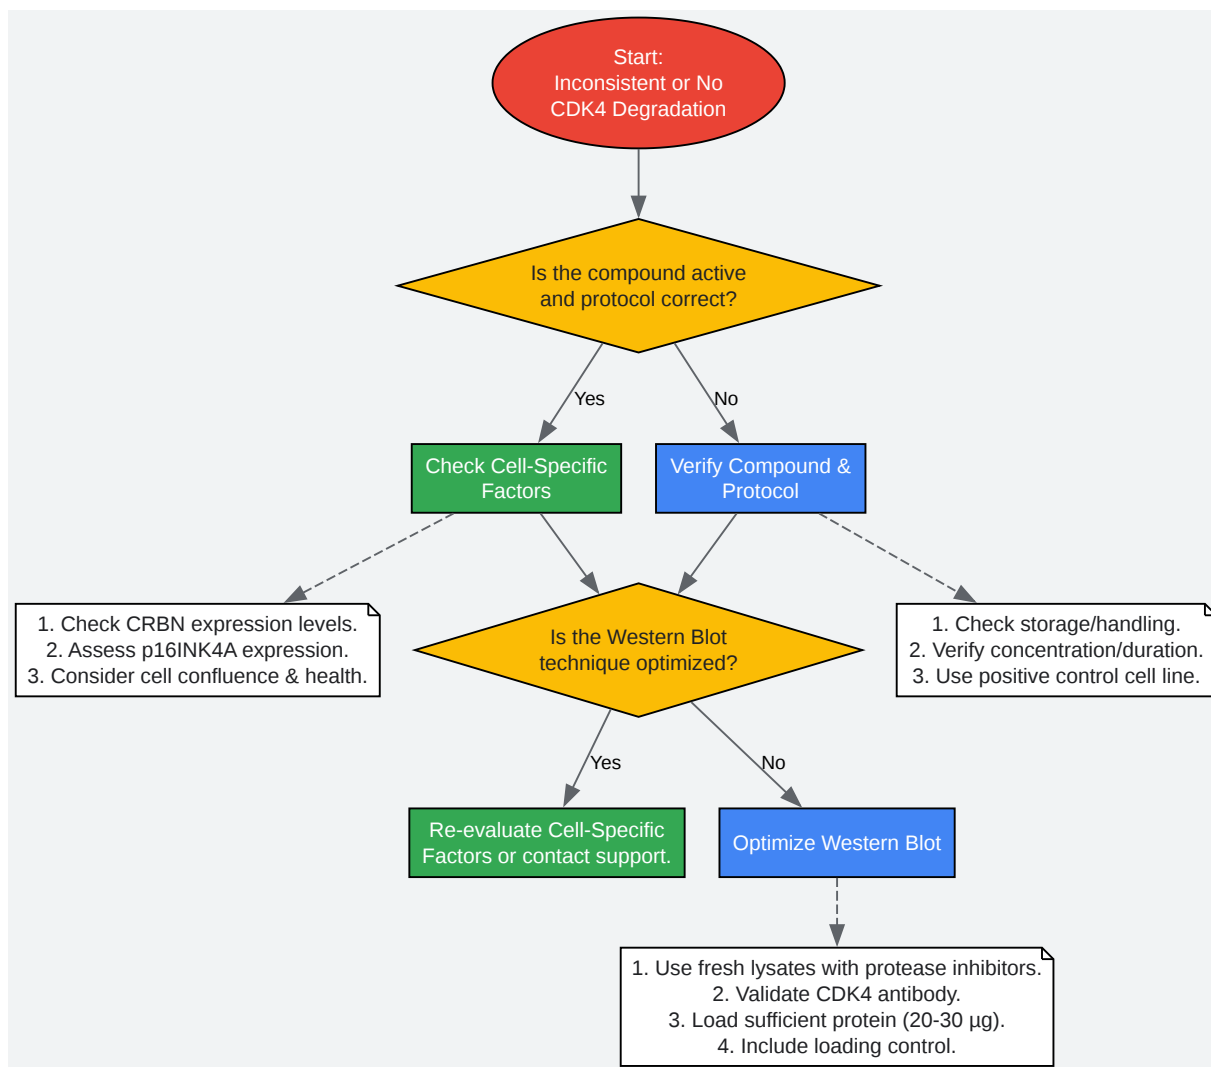 Start:
Inconsistent or No
CDK4 Degradation
Is the compound active
and protocol correct?
Yes
No
Check Cell-Specific
Factors
Verify Compound &
Protocol
1. Check CRBN expression levels.
2. Assess p16INK4A expression.
3. Consider cell confluence & health.
Is the Western Blot
technique optimized?
1. Check storage/handling.
2. Verify concentration/duration.
3. Use positive control cell line.
Yes
No
Re-evaluate Cell-Specific
Factors or contact support.
Optimize Western Blot
1. Use fresh lysates with protease inhibitors.
2. Validate CDK4 antibody.
3. Load sufficient protein (20-30 µg).
4. Include loading control.